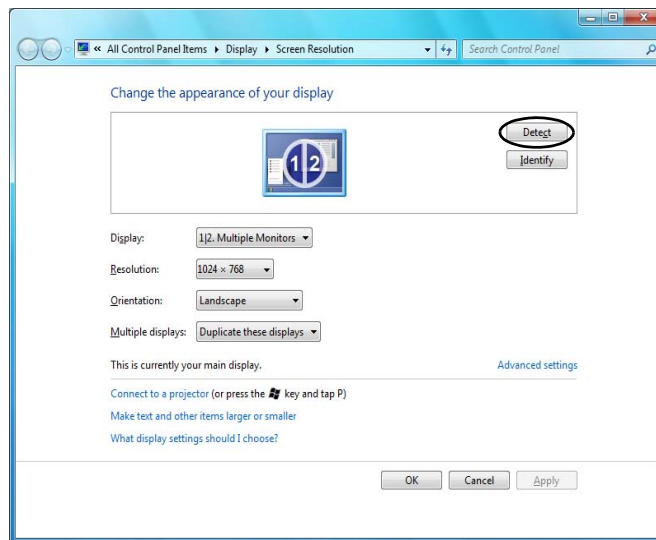 « All Control Panel Items ▸ Display ▸ Screen Resolution
Search Control Panel
Change the appearance of your display
1|2
Detect
Identify
Display: 1|2. Multiple Monitors
Resolution: 1024 × 768
Orientation: Landscape
Multiple displays: Duplicate these displays
This is currently your main display. Advanced settings
Connect to a projector (or press the key and tap P)
Make text and other items larger or smaller
What display settings should I choose?
OK Cancel Apply